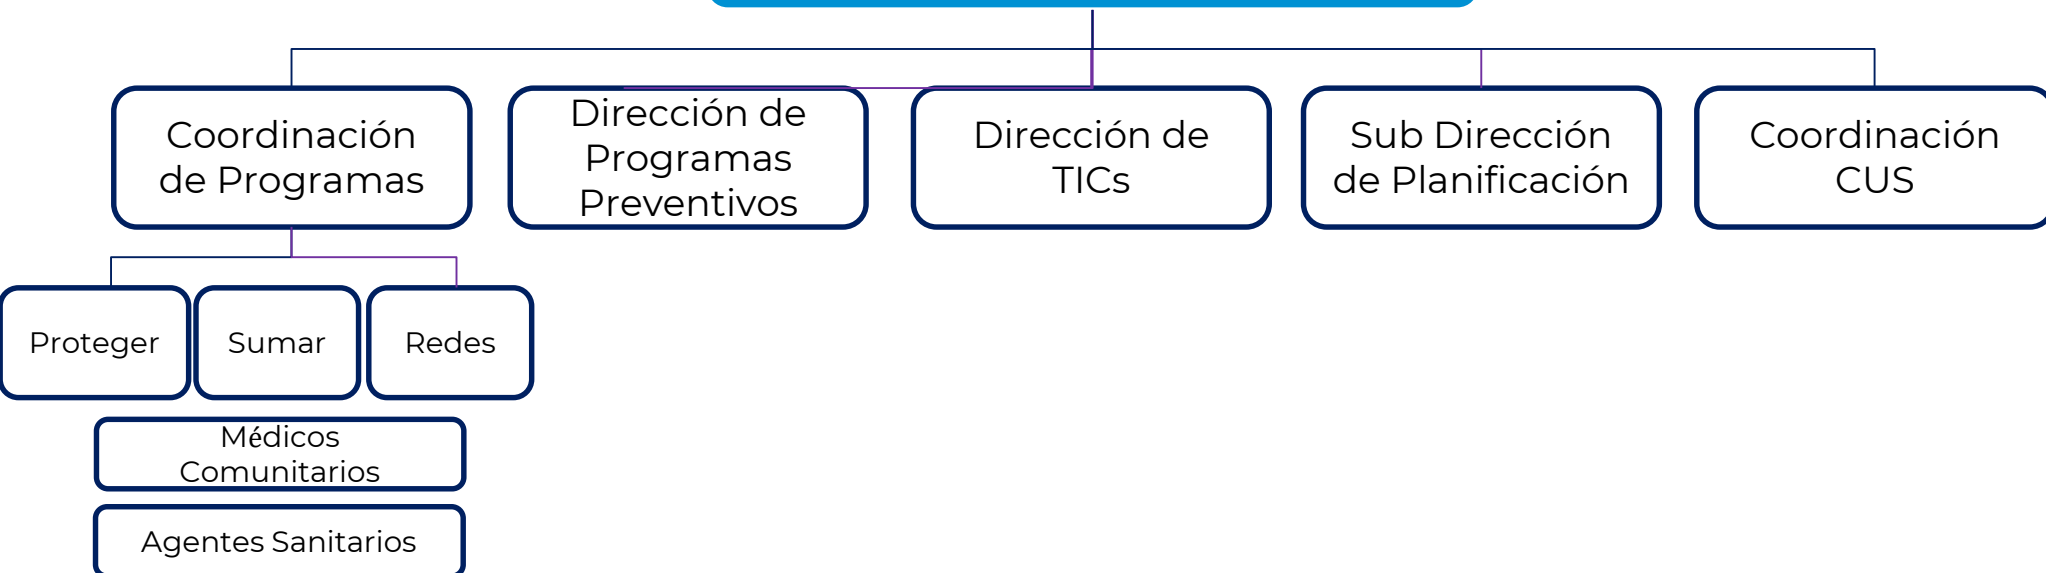 Coordinación
de Programas
Dirección de
Programas
Preventivos
Dirección de
TICs
Sub Dirección
de Planificación
Coordinación
CUS
Proteger
Sumar
Redes
Médicos
Comunitarios
Agentes Sanitarios